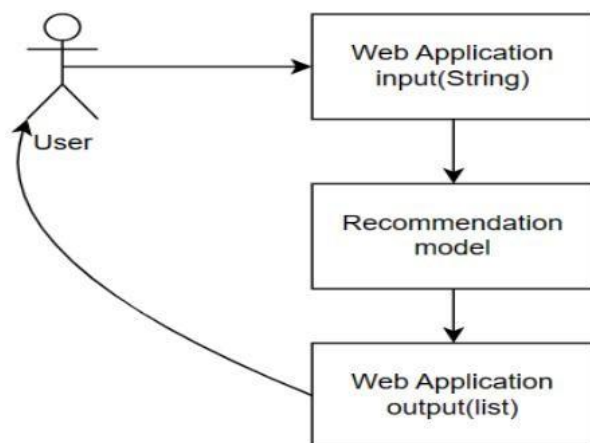 Web Application
input(String)
User
Recommendation
model
Web Application
output(list)